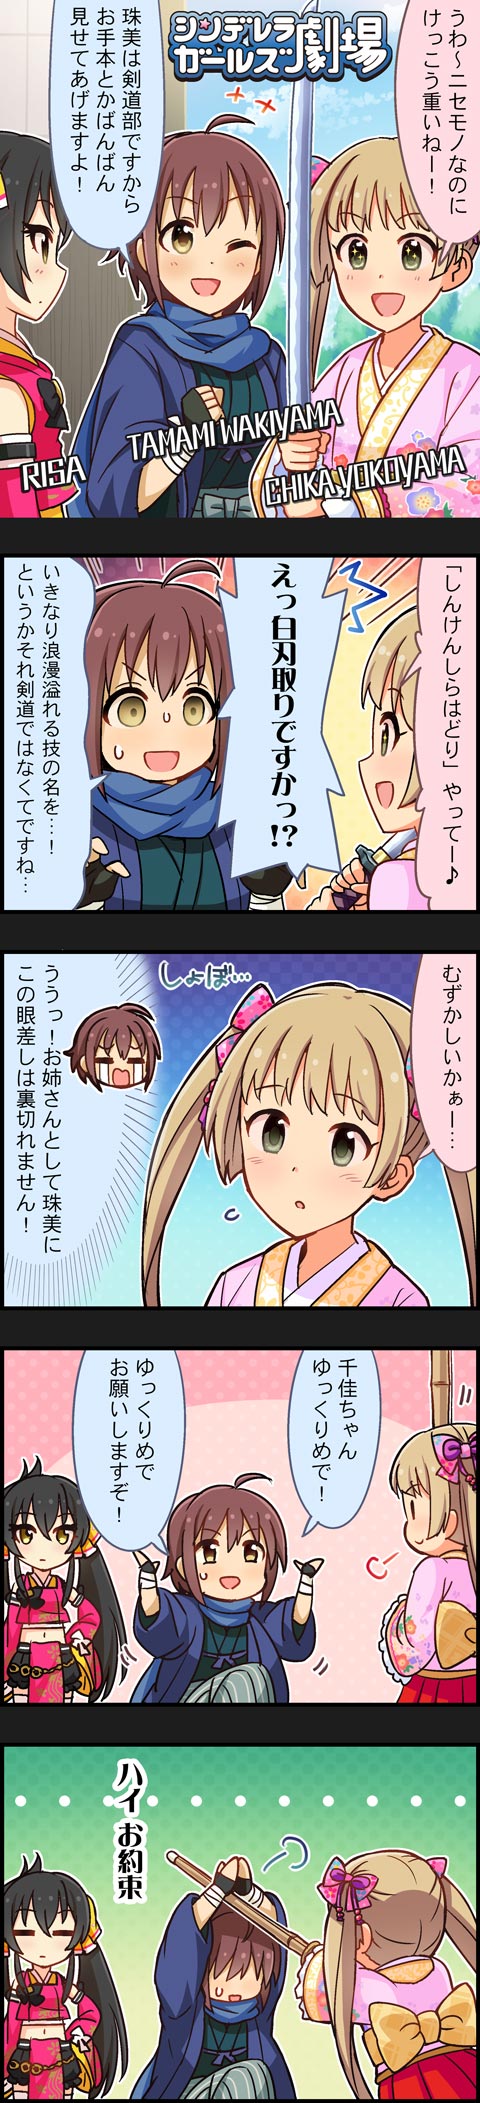 シンデレラ
ガールズ劇場
うわ～ニセモノなのに
けっこう重いねー！
珠美は剣道部ですから
お手本とかばんばん
見せてあげますよ！
RISA
TAMAMI WAKIYAMA
CHIKA YOKOYAMA
「しんけんしらはどり」やってー♪
えっ白刃取りですかっ！？
いきなり浪漫溢れる技の名を…！
というかそれ剣道ではなくてですね…
むずかしいかぁー…
しょぼ…
ううっ！お姉さんとして珠美に
この眼差しは裏切れません！
千佳ちゃん
ゆっくりめで！
ゆっくりめで
お願いしますぞ！
ハイお約束